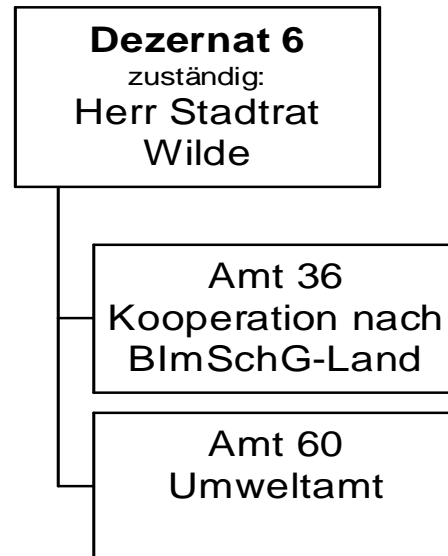 Dezernat 6
zuständig:
Herr Stadtrat
Wilde
Amt 36
Kooperation nach
BImSchG-Land
Amt 60
Umweltamt